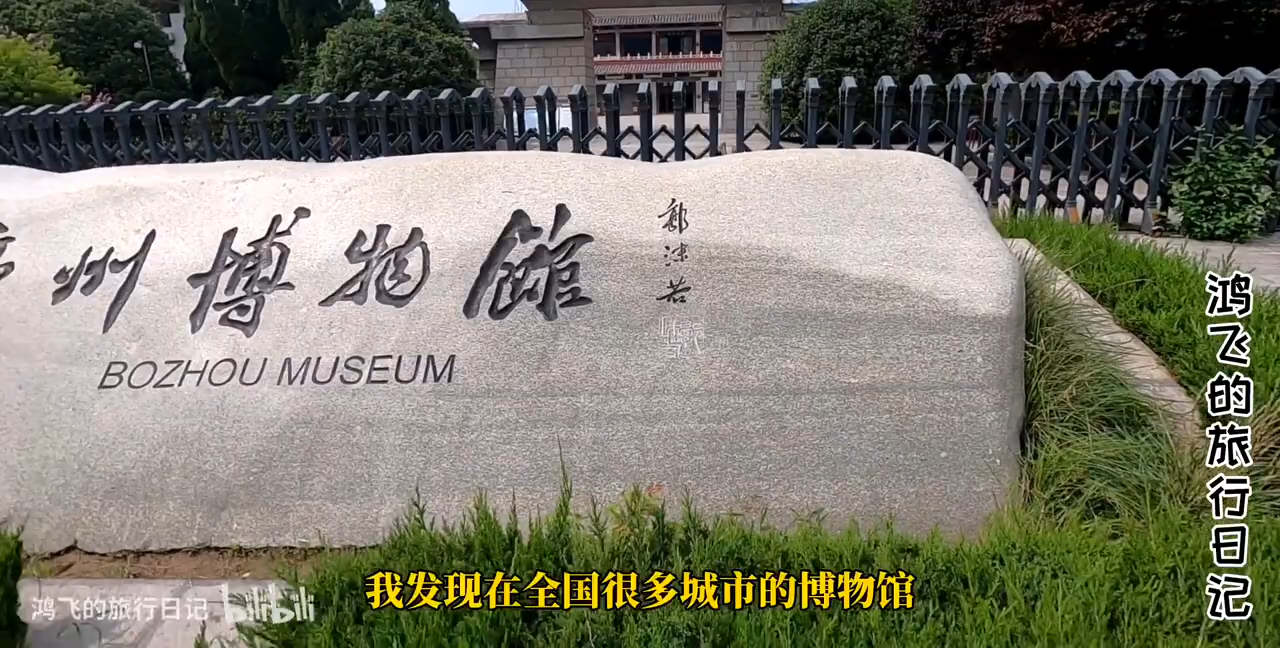 州博物館
郭沫若
BOZHOU MUSEUM
鸿飞的旅行日记
我发现在全国很多城市的博物馆
鸿飞的旅行日记 bilibili